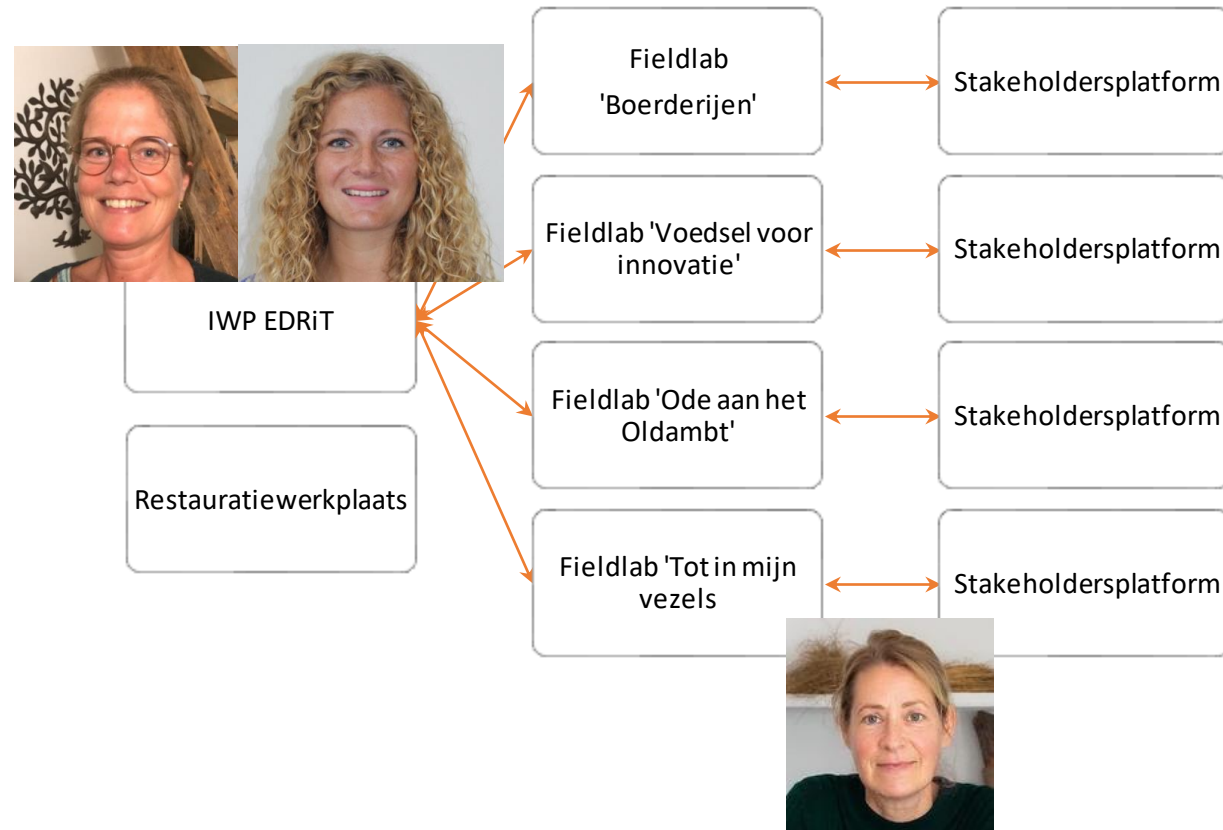 Fieldlab
'Boerderijen'
Stakeholdersplatform
Fieldlab 'Voedsel voor
innovatie'
Stakeholdersplatform
IWP EDRiT
Fieldlab 'Ode aan het
Oldambt'
Stakeholdersplatform
Restauratiewerkplaats
Fieldlab 'Tot in mijn
vezels
Stakeholdersplatform